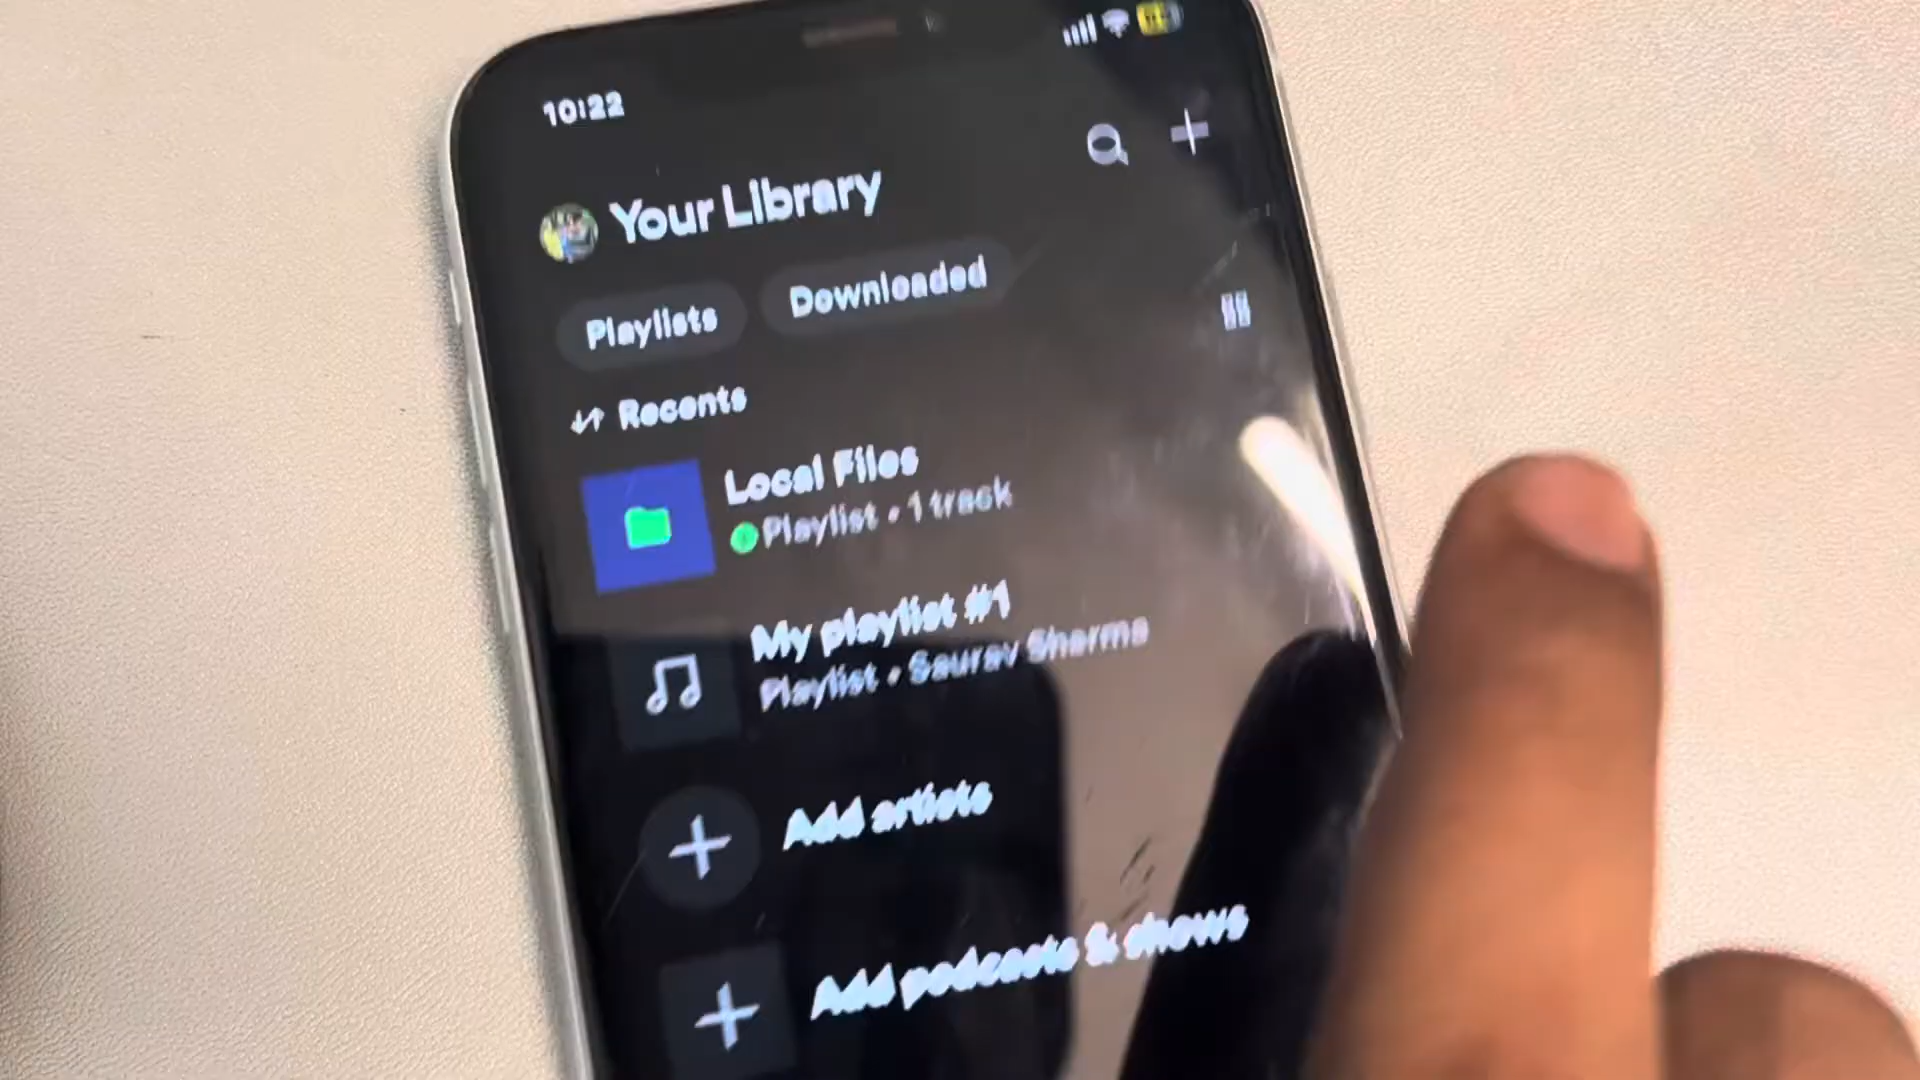 10:22
Your Library
Playlists
Downloaded
Recents
Local Files
Playlist • 1 track
My playlist #1
Playlist • Saurav Sharma
Add artists
Add podcasts & shows